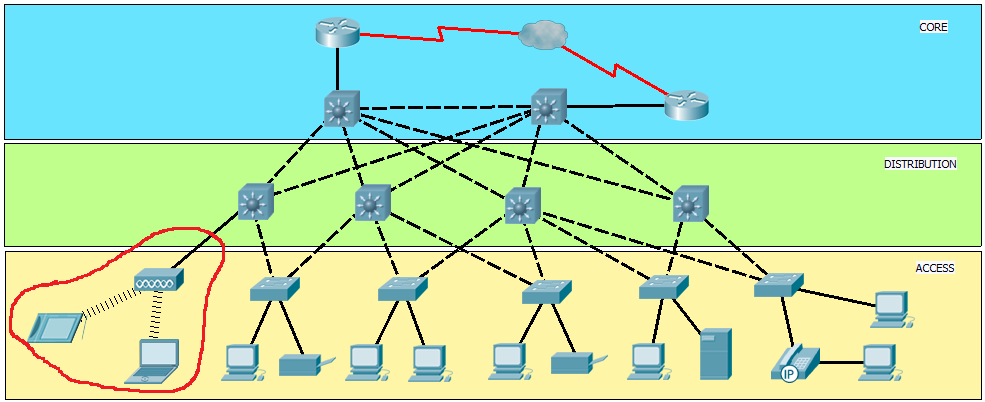 CORE
DISTRIBUTION
ACCESS
IP